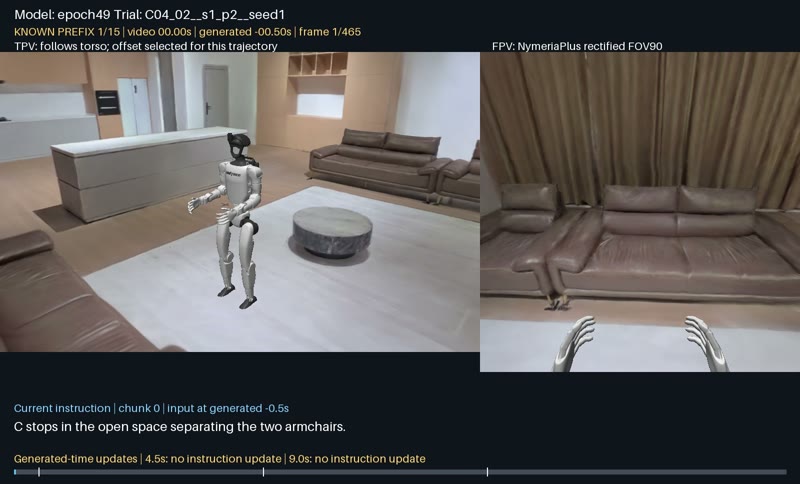 Model: epoch49 Trial: C04_02__s1_p2__seed1
KNOWN PREFIX 1/15 | video 00.00s | generated -00.50s | frame 1/465
TPV: follows torso; offset selected for this trajectory
FPV: NymeriaPlus rectified FOV90
Current instruction | chunk 0 | input at generated -0.5s
C stops in the open space separating the two armchairs.
Generated-time updates | 4.5s: no instruction update | 9.0s: no instruction update